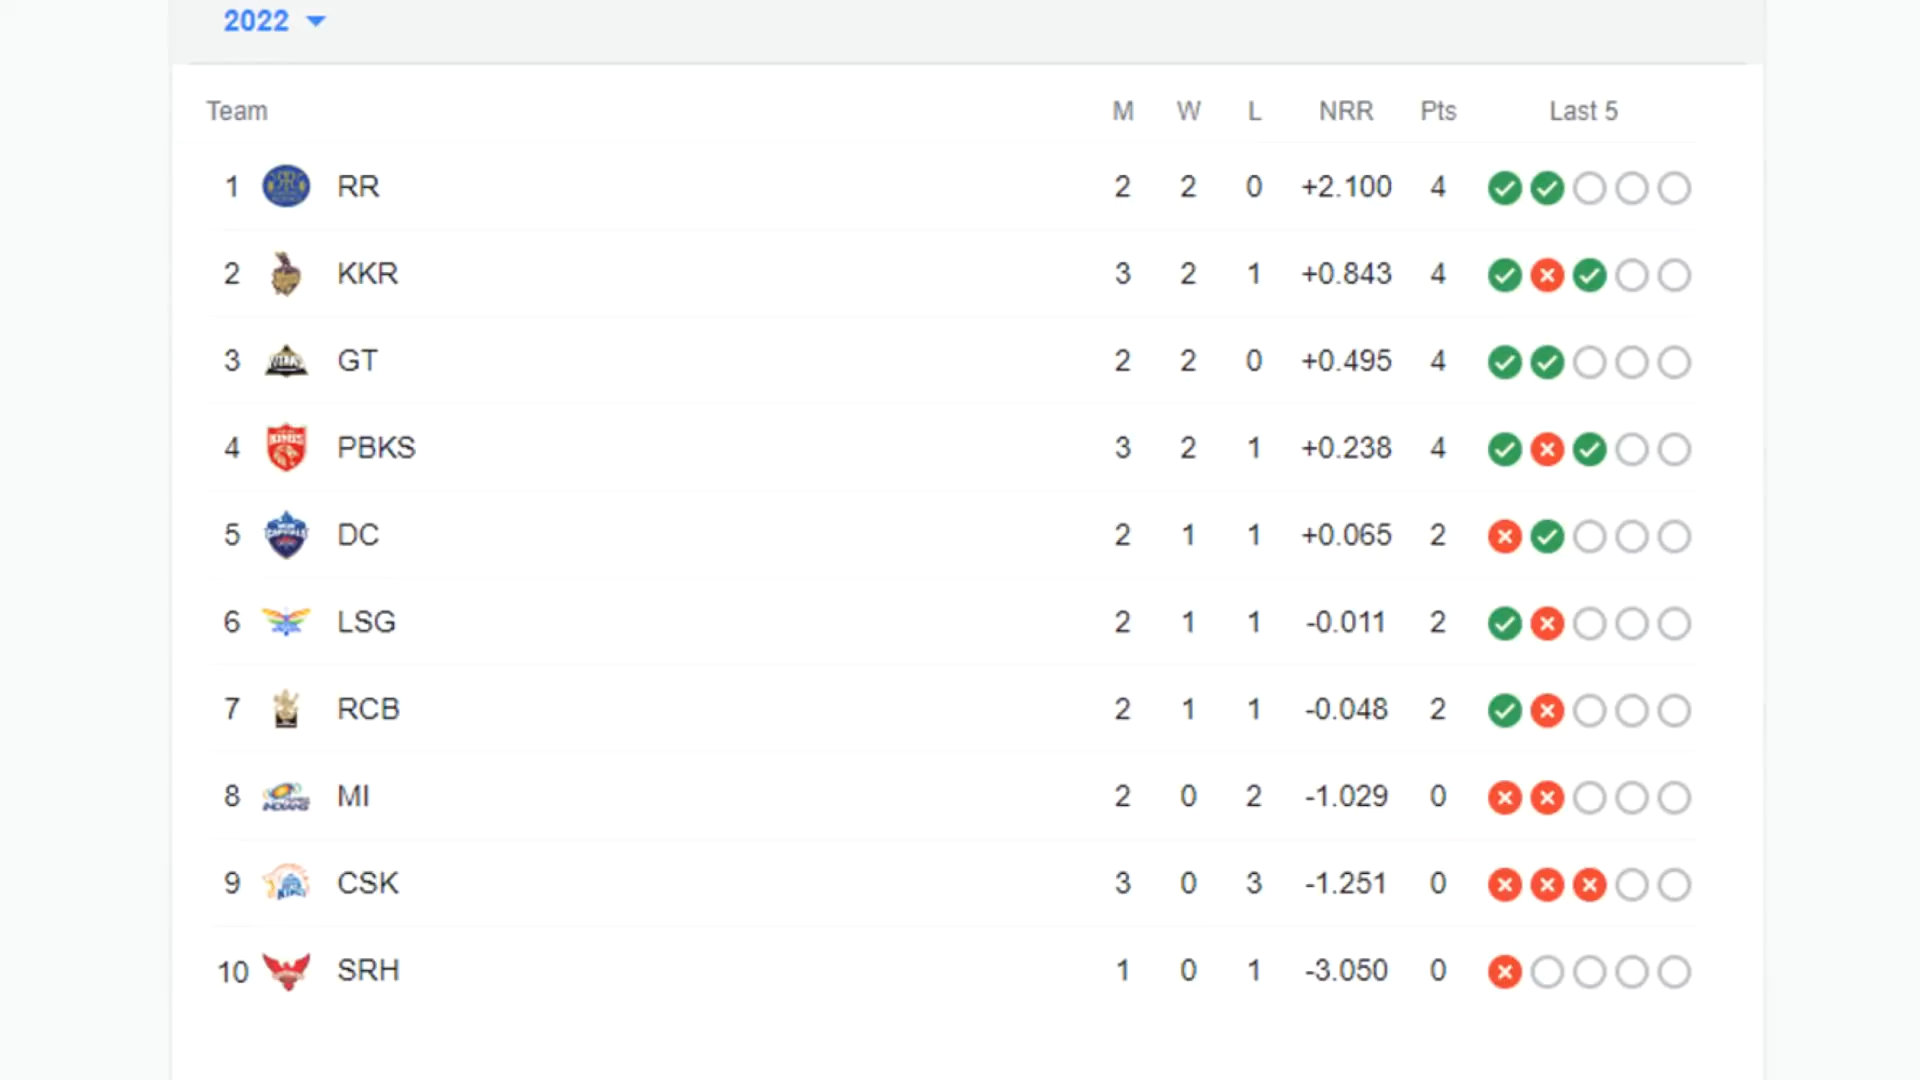 2022
Team M W L NRR Pts Last 5
1 RR 2 2 0 +2.100 4
2 KKR 3 2 1 +0.843 4
3 GT 2 2 0 +0.495 4
4 PBKS 3 2 1 +0.238 4
5 DC 2 1 1 +0.065 2
6 LSG 2 1 1 -0.011 2
7 RCB 2 1 1 -0.048 2
8 MI 2 0 2 -1.029 0
9 CSK 3 0 3 -1.251 0
10 SRH 1 0 1 -3.050 0